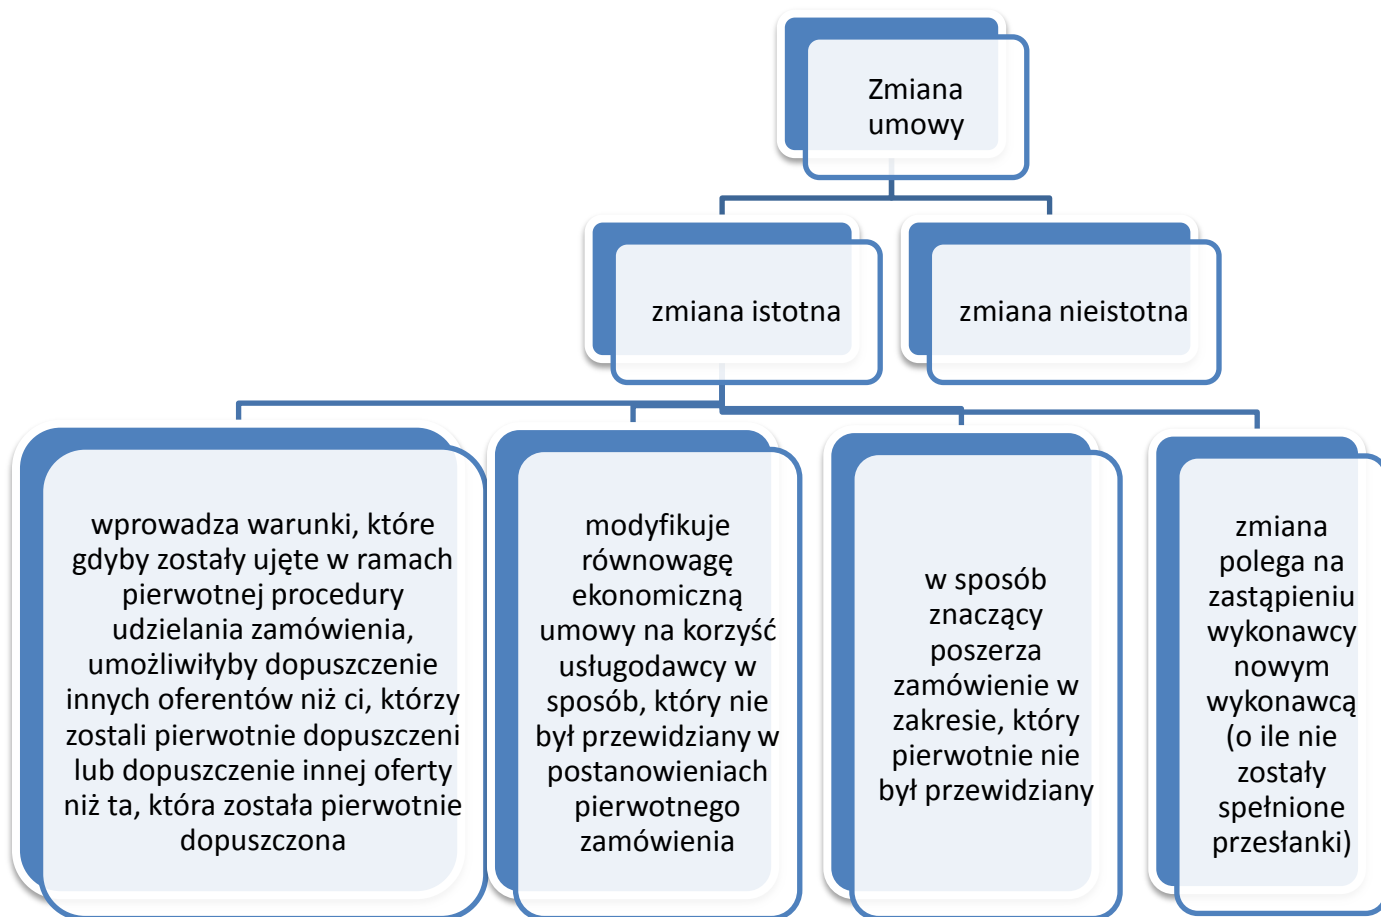 Zmiana
umowy
zmiana istotna
zmiana nieistotna
wprowadza warunki, które
gdyby zostały ujęte w ramach
pierwotnej procedury
udzielania zamówienia,
umożliwiłyby dopuszczenie
innych oferentów niż ci, którzy
zostali pierwotnie dopuszczeni
lub dopuszczenie innej oferty
niż ta, która została pierwotnie
dopuszczona
modyfikuje
równowagę
ekonomiczną
umowy na korzyść
usługodawcy w
sposób, który nie
był przewidziany w
postanowieniach
pierwotnego
zamówienia
w sposób
znaczący
poszerza
zamówienie w
zakresie, który
pierwotnie nie
był przewidziany
zmiana
polega na
zastąpieniu
wykonawcy
nowym
wykonawcą
(o ile nie
zostały
spełnione
przesłanki)